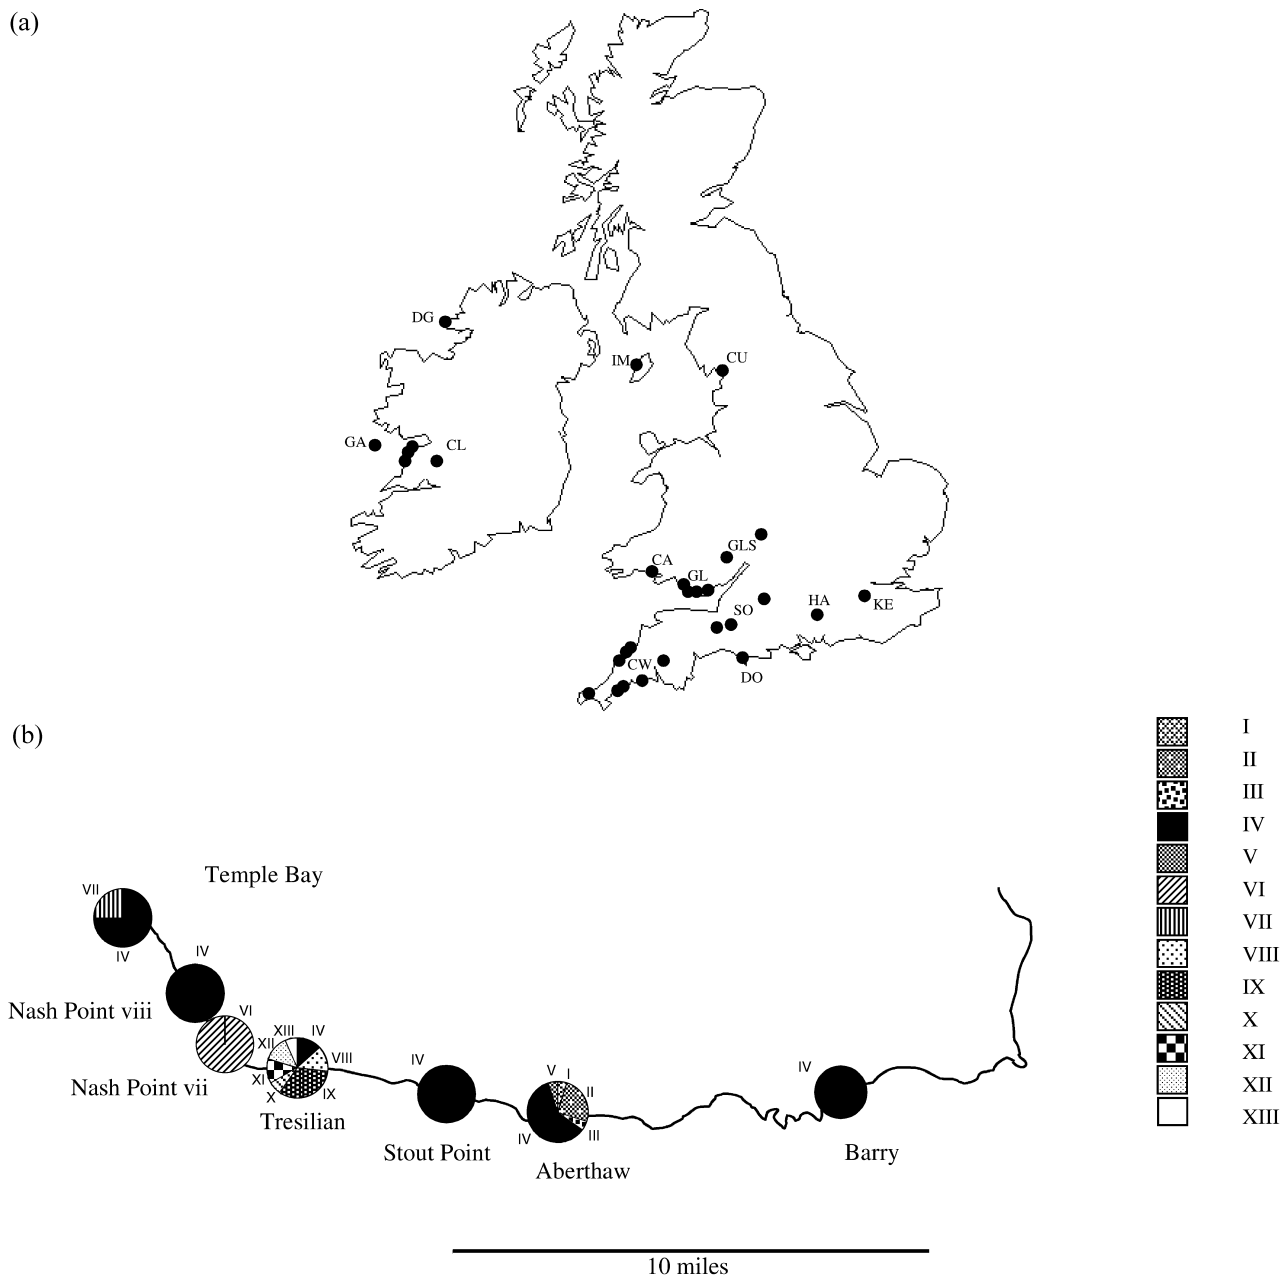 (a)
DG
IM
CU
GA
CL
GLS
CA
GL
HA
KE
SO
CW
DO
(b)
I
II
III
IV
V
VI
VII
VIII
IX
X
XI
XII
XIII
Temple Bay
VII
IV
IV
Nash Point viii
VI
Nash Point vii
XIII
IV
XII
VIII
XI
IX
X
Tresilian
IV
Stout Point
V
I
II
III
IV
Aberthaw
IV
Barry
10 miles